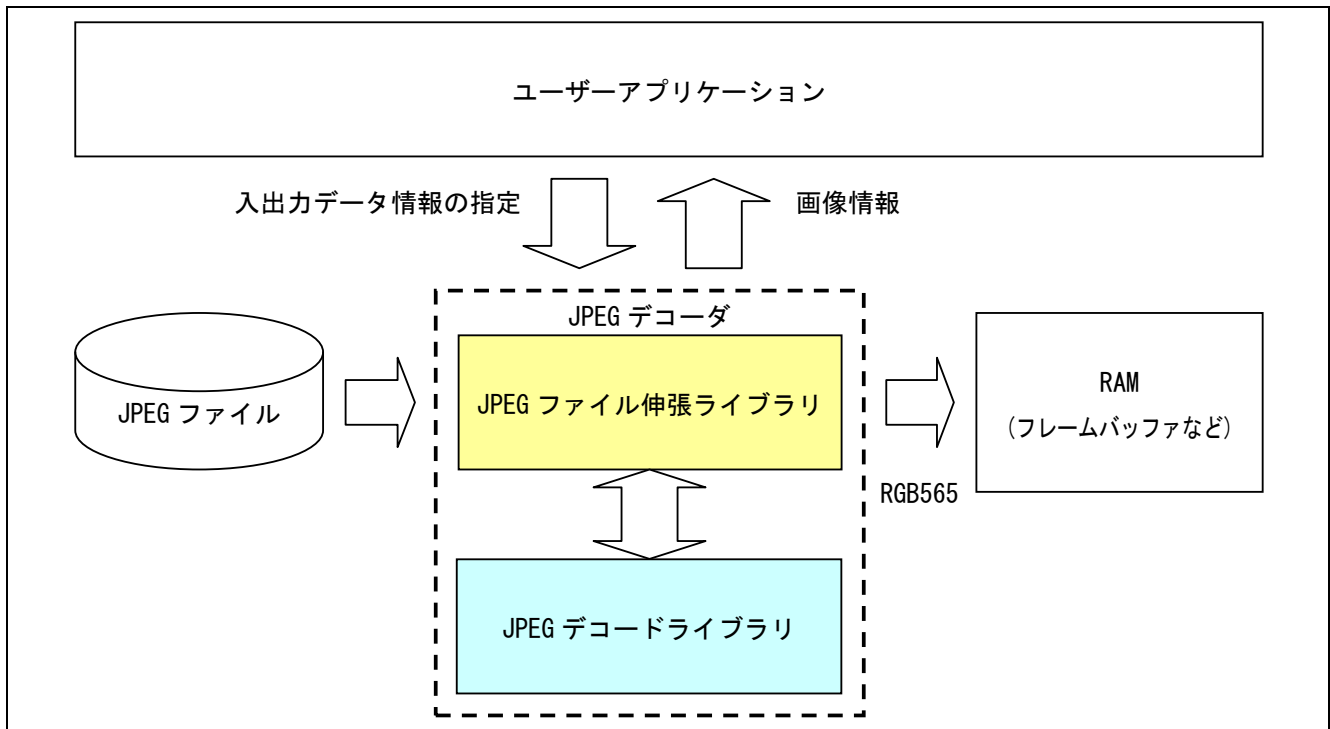 ユーザーアプリケーション
入出力データ情報の指定
画像情報
JPEG デコーダ
JPEG ファイル
JPEG ファイル伸張ライブラリ
RAM
(フレームバッファなど)
RGB565
JPEG デコードライブラリ